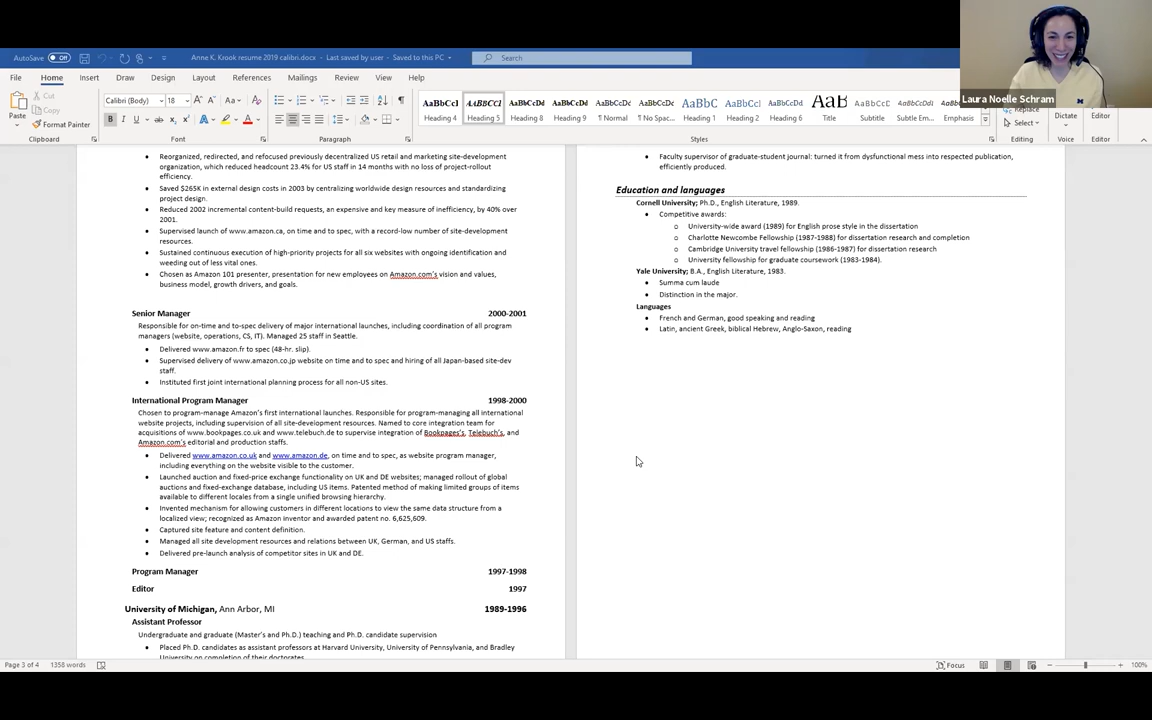 Laura Noelle Schram
AutoSave Off
Anne K. Krook resume 2019 calibri.docx - Last saved by user - Saved to this PC
Search
File Home Insert Draw Design Layout References Mailings Review View Help
Paste
Cut
Copy
Format Painter
Clipboard
Calibri (Body) 18
Font
Paragraph
AaBbCcI Heading 4
AABBCC1 Heading 5
AaBbCcDd Heading 8
AaBbCcDd Heading 9
AaBbCcDd ¶ Normal
AaBbCcDd ¶ No Spac...
AaBbC Heading 1
AaBbCcD Heading 2
AaBbCcD Heading 6
AaB Title
AaBbCcD Subtitle
AaBbCcDd Subtle Em...
AaBbCcDd Emphasis
Styles
Replace
Select
Editing
Dictate
Voice
Editor
Editor
• Reorganized, redirected, and refocused previously decentralized US retail and marketing site-development
organization, which reduced headcount 23.4% for US staff in 14 months with no loss of project-rollout
efficiency.
• Saved $265K in external design costs in 2003 by centralizing worldwide design resources and standardizing
project design.
• Reduced 2002 incremental content-build requests, an expensive and key measure of inefficiency, by 40% over
2001.
• Supervised launch of www.amazon.ca, on time and to spec, with a record-low number of site-development
resources.
• Sustained continuous execution of high-priority projects for all six websites with ongoing identification and
weeding out of less vital ones.
• Chosen as Amazon 101 presenter, presentation for new employees on Amazon.com's vision and values,
business model, growth drivers, and goals.
Senior Manager 2000-2001
Responsible for on-time and to-spec delivery of major international launches, including coordination of all program
managers (website, operations, CS, IT). Managed 25 staff in Seattle.
• Delivered www.amazon.fr to spec (48-hr. slip).
• Supervised delivery of www.amazon.co.jp website on time and to spec and hiring of all Japan-based site-dev
staff.
• Instituted first joint international planning process for all non-US sites.
International Program Manager 1998-2000
Chosen to program-manage Amazon's first international launches. Responsible for program-managing all international
website projects, including supervision of all site-development resources. Named to core integration team for
acquisitions of www.bookpages.co.uk and www.telebuch.de to supervise integration of Bookpages's, Telebuch's, and
Amazon.com's editorial and production staffs.
• Delivered www.amazon.co.uk and www.amazon.de, on time and to spec, as website program manager,
including everything on the website visible to the customer.
• Launched auction and fixed-price exchange functionality on UK and DE websites; managed rollout of global
auctions and fixed-exchange database, including US items. Patented method of making limited groups of items
available to different locales from a single unified browsing hierarchy.
• Invented mechanism for allowing customers in different locations to view the same data structure from a
localized view; recognized as Amazon inventor and awarded patent no. 6,625,609.
• Captured site feature and content definition.
• Managed all site development resources and relations between UK, German, and US staffs.
• Delivered pre-launch analysis of competitor sites in UK and DE.
Program Manager 1997-1998
Editor 1997
University of Michigan, Ann Arbor, MI 1989-1996
Assistant Professor
Undergraduate and graduate (Master's and Ph.D.) teaching and Ph.D. candidate supervision
• Placed Ph.D. candidates as assistant professors at Harvard University, University of Pennsylvania, and Bradley
University on completion of their doctorates.
• Faculty supervisor of graduate-student journal: turned it from dysfunctional mess into respected publication,
efficiently produced.
Education and languages
Cornell University; Ph.D., English Literature, 1989.
• Competitive awards:
o University-wide award (1989) for English prose style in the dissertation
o Charlotte Newcombe Fellowship (1987-1988) for dissertation research and completion
o Cambridge University travel fellowship (1986-1987) for dissertation research
o University fellowship for graduate coursework (1983-1984).
Yale University; B.A., English Literature, 1983.
• Summa cum laude
• Distinction in the major.
Languages
• French and German, good speaking and reading
• Latin, ancient Greek, biblical Hebrew, Anglo-Saxon, reading
Page 3 of 4 1358 words
Focus
100%